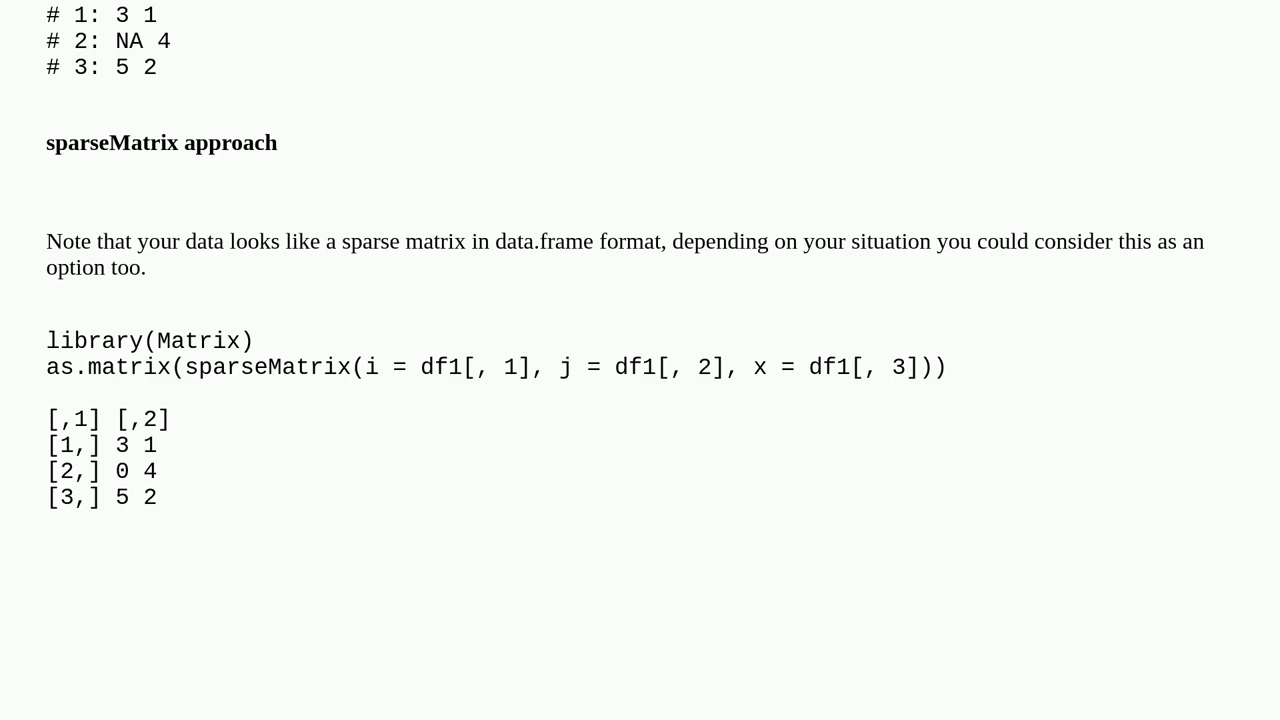 # 1: 3 1
# 2: NA 4
# 3: 5 2
sparseMatrix approach
Note that your data looks like a sparse matrix in data.frame format, depending on your situation you could consider this as an
option too.
library(Matrix)
as.matrix(sparseMatrix(i = df1[, 1], j = df1[, 2], x = df1[, 3]))
[,1] [,2]
[1,] 3 1
[2,] 0 4
[3,] 5 2